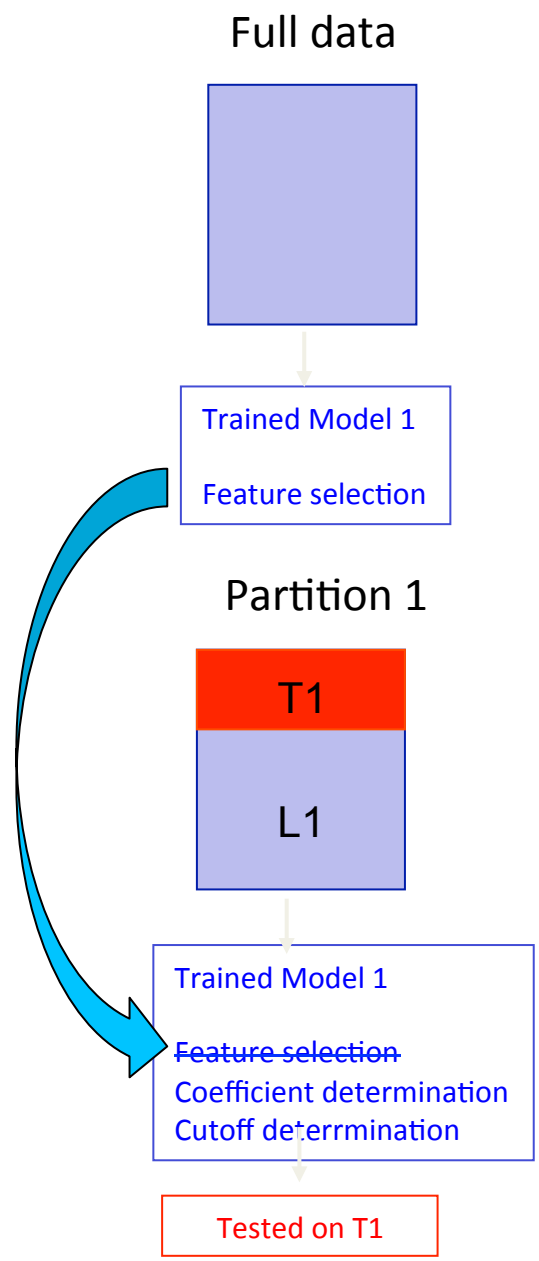 Full data
Trained Model 1
Feature selection
Partition 1
T1
L1
Trained Model 1
Feature selection
Coefficient determination
Cutoff deterrmination
Tested on T1